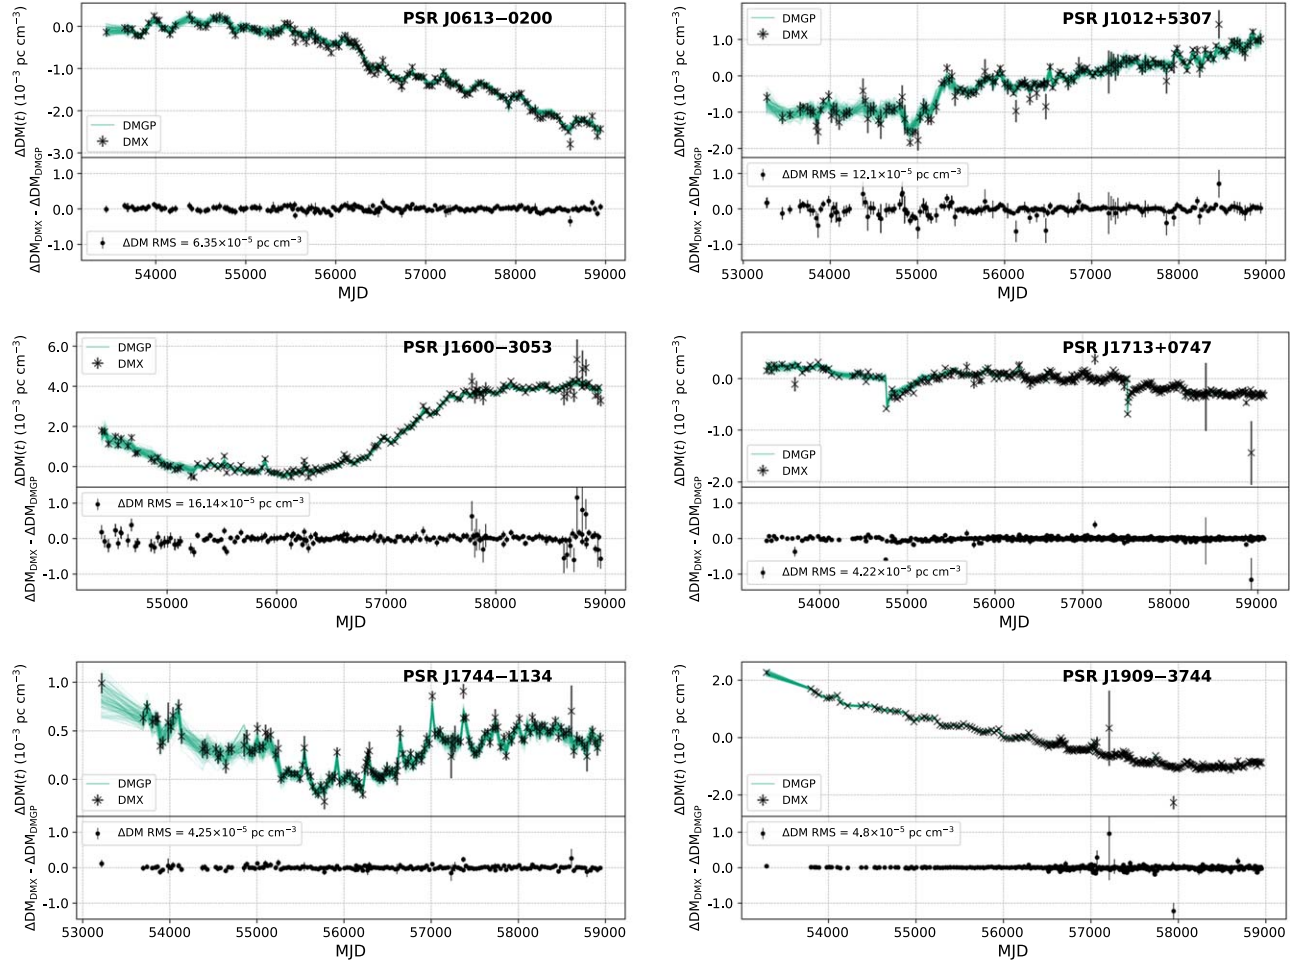 PSR J0613−0200
ΔDM(t) (10⁻³ pc cm⁻³)
0.0
-1.0
-2.0
-3.0
DMGP
DMX
ΔDM_DMX - ΔDM_DMGP
1.0
0.0
-1.0
ΔDM RMS = 6.35×10⁻⁵ pc cm⁻³
54000 55000 56000 57000 58000 59000
MJD
PSR J1012+5307
ΔDM(t) (10⁻³ pc cm⁻³)
1.0
0.0
-1.0
-2.0
DMGP
DMX
ΔDM_DMX - ΔDM_DMGP
1.0
0.0
-1.0
ΔDM RMS = 12.1×10⁻⁵ pc cm⁻³
53000 54000 55000 56000 57000 58000 59000
MJD
PSR J1600−3053
ΔDM(t) (10⁻³ pc cm⁻³)
6.0
4.0
2.0
0.0
DMGP
DMX
ΔDM_DMX - ΔDM_DMGP
1.0
0.0
-1.0
ΔDM RMS = 16.14×10⁻⁵ pc cm⁻³
55000 56000 57000 58000 59000
MJD
PSR J1713+0747
ΔDM(t) (10⁻³ pc cm⁻³)
0.0
-1.0
-2.0
DMGP
DMX
ΔDM_DMX - ΔDM_DMGP
1.0
0.0
-1.0
ΔDM RMS = 4.22×10⁻⁵ pc cm⁻³
54000 55000 56000 57000 58000 59000
MJD
PSR J1744−1134
ΔDM(t) (10⁻³ pc cm⁻³)
1.0
0.5
0.0
DMGP
DMX
ΔDM_DMX - ΔDM_DMGP
1.0
0.0
-1.0
ΔDM RMS = 4.25×10⁻⁵ pc cm⁻³
53000 54000 55000 56000 57000 58000 59000
MJD
PSR J1909−3744
ΔDM(t) (10⁻³ pc cm⁻³)
2.0
0.0
-2.0
DMGP
DMX
ΔDM_DMX - ΔDM_DMGP
1.0
0.0
-1.0
ΔDM RMS = 4.8×10⁻⁵ pc cm⁻³
54000 55000 56000 57000 58000 59000
MJD